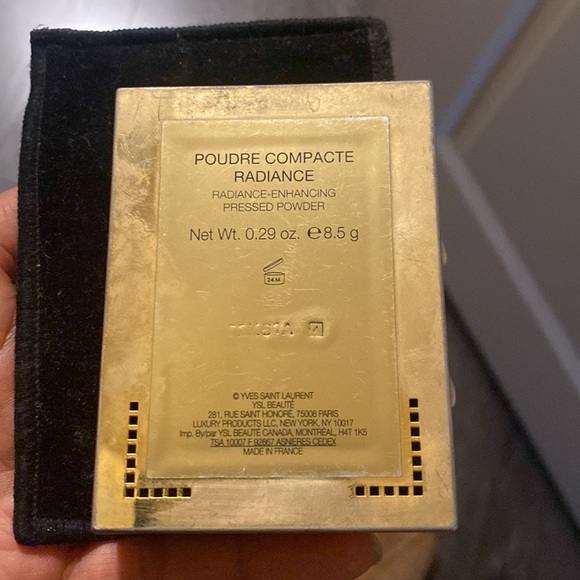 POUDRE COMPACTE
RADIANCE
RADIANCE-ENHANCING
PRESSED POWDER
Net Wt. 0.29 oz. ℮ 8.5 g
24 M
© YVES SAINT LAURENT
YSL BEAUTÉ
281, RUE SAINT HONORÉ, 75008 PARIS
LUXURY PRODUCTS LLC, NEW YORK, NY 10017
Imp. By/par YSL BEAUTÉ CANADA, MONTRÉAL, H4T 1K5
TSA 10007 F 92667 ASNIERES CEDEX
MADE IN FRANCE